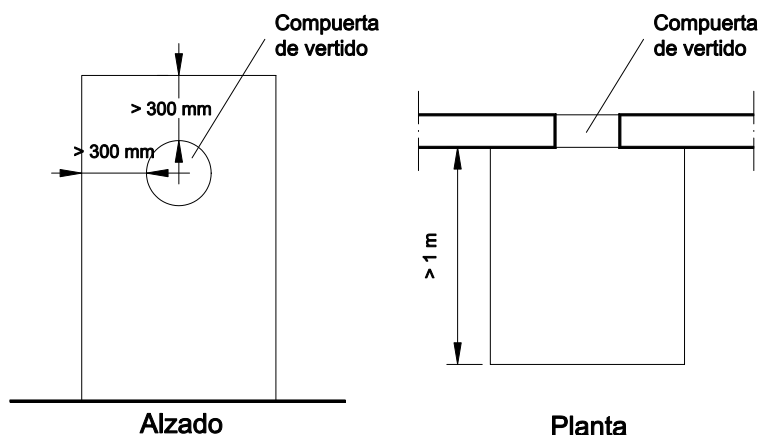 Compuerta
de vertido
> 300 mm
> 300 mm
Alzado
Compuerta
de vertido
> 1 m
Planta